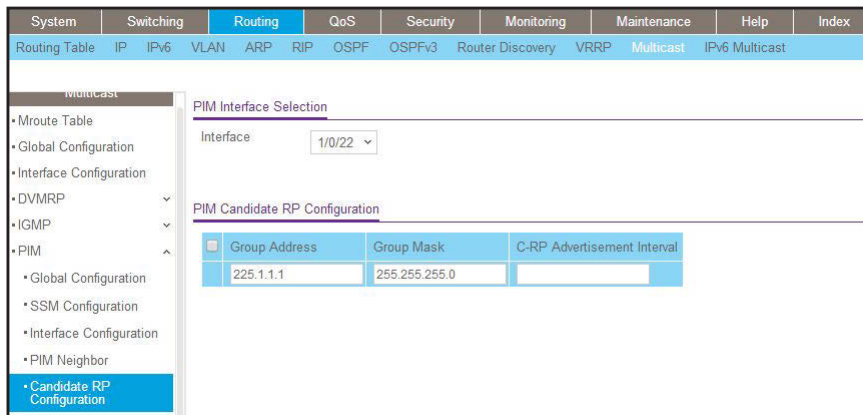 System Switching Routing QoS Security Monitoring Maintenance Help Index
Routing Table IP IPv6 VLAN ARP RIP OSPF OSPFv3 Router Discovery VRRP Multicast IPv6 Multicast
Multicast
Mroute Table
Global Configuration
Interface Configuration
DVMRP
IGMP
PIM
Global Configuration
SSM Configuration
Interface Configuration
PIM Neighbor
Candidate RP
Configuration
PIM Interface Selection
Interface 1/0/22
PIM Candidate RP Configuration
Group Address Group Mask C-RP Advertisement Interval
225.1.1.1 255.255.255.0